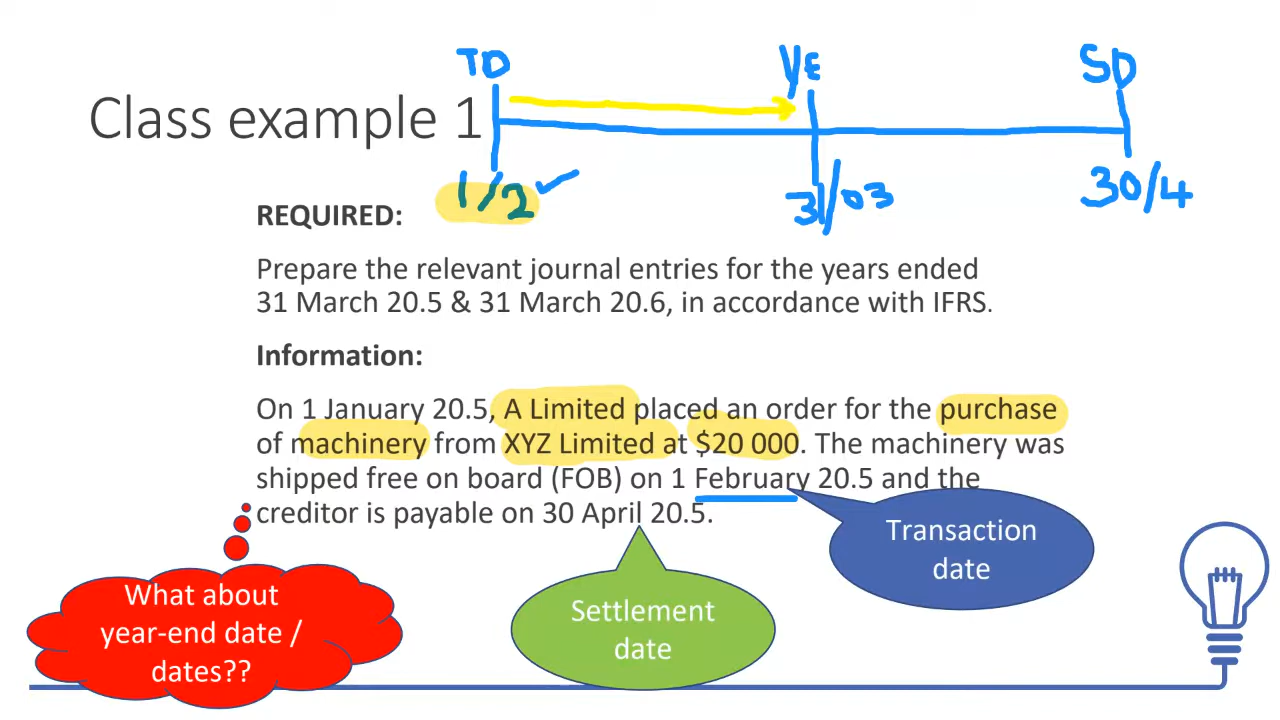 TD YE SD
Class example 1
1/2 31/03 30/4
REQUIRED:
Prepare the relevant journal entries for the years ended
31 March 20.5 & 31 March 20.6, in accordance with IFRS.
Information:
On 1 January 20.5, A Limited placed an order for the purchase
of machinery from XYZ Limited at $20 000. The machinery was
shipped free on board (FOB) on 1 February 20.5 and the
creditor is payable on 30 April 20.5.
Transaction
date
What about
year-end date /
dates??
Settlement
date